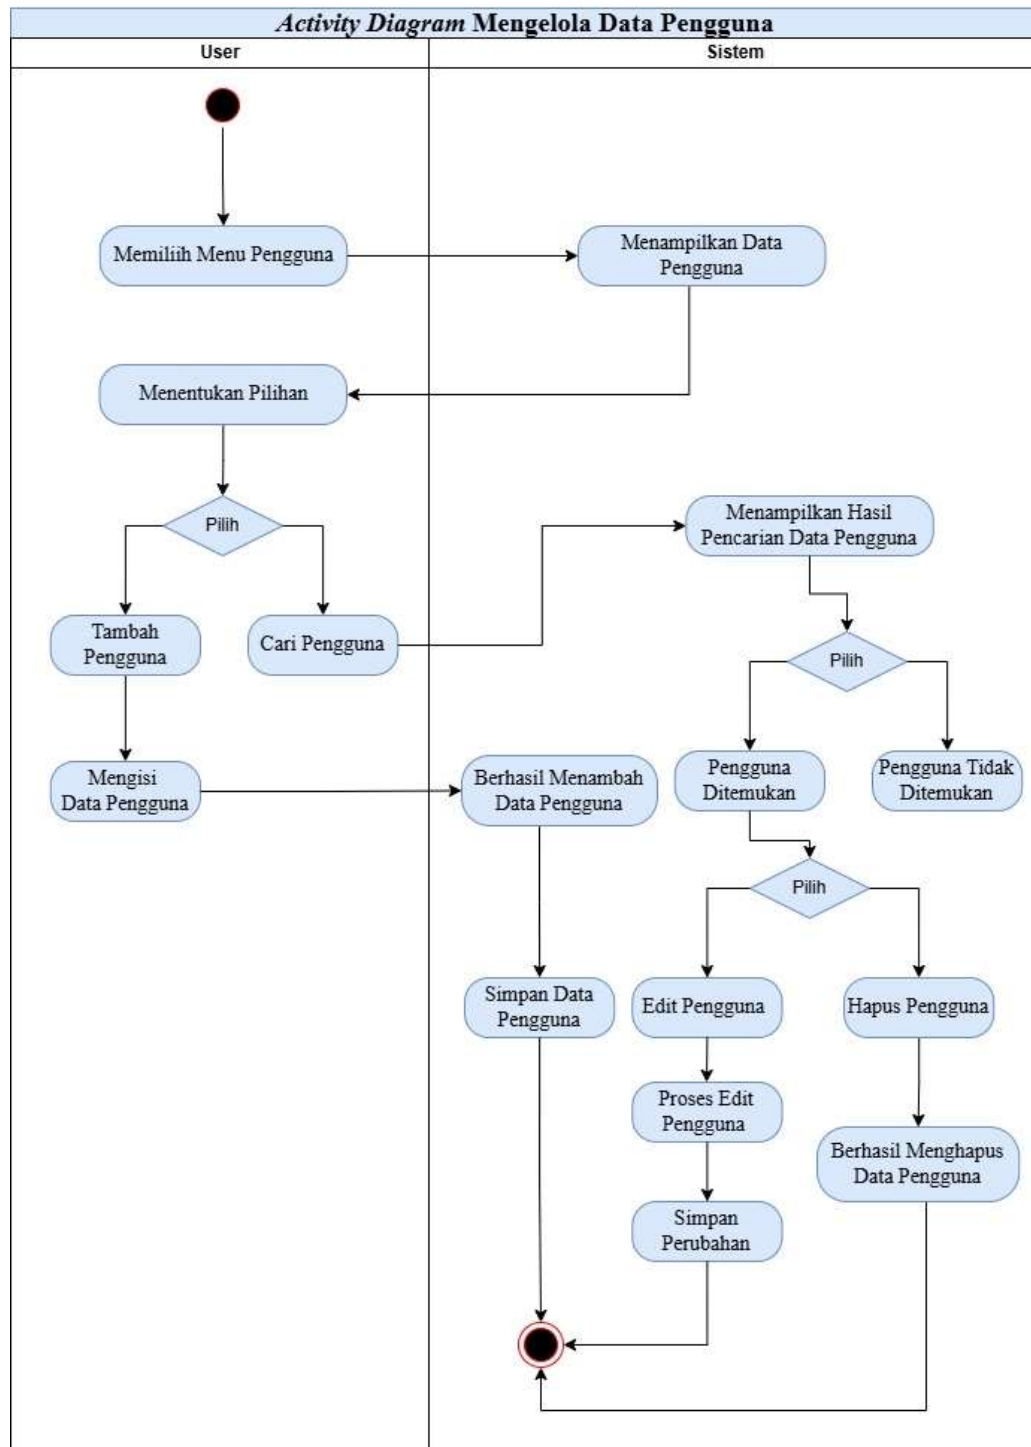 Activity Diagram Mengelola Data Pengguna
User
Sistem
Memiliih Menu Pengguna
Menampilkan Data
Pengguna
Menentukan Pilihan
Pilih
Menampilkan Hasil
Pencarian Data Pengguna
Tambah
Pengguna
Cari Pengguna
Pilih
Mengisi
Data Pengguna
Berhasil Menambah
Data Pengguna
Pengguna
Ditemukan
Pengguna Tidak
Ditemukan
Pilih
Simpan Data
Pengguna
Edit Pengguna
Hapus Pengguna
Proses Edit
Pengguna
Berhasil Menghapus
Data Pengguna
Simpan
Perubahan